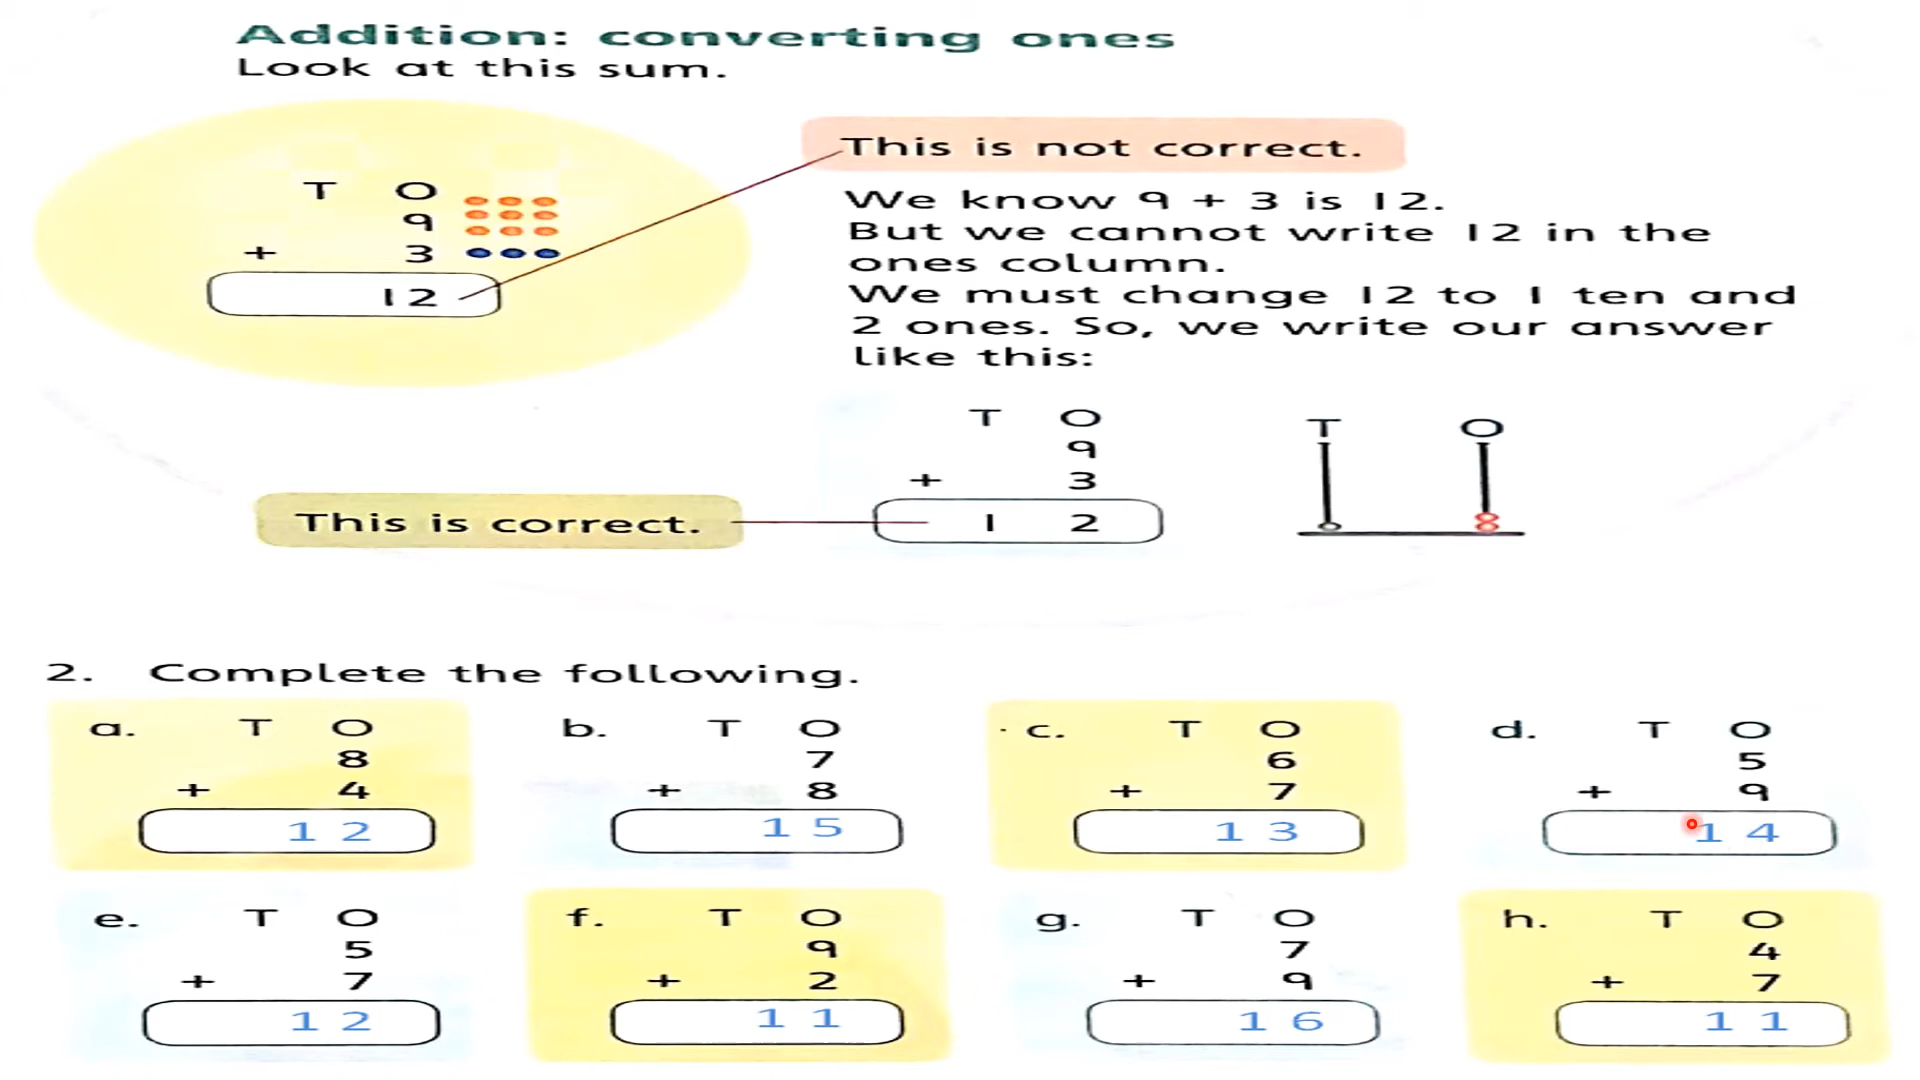 Addition: converting ones
Look at this sum.
T O
9
+ 3
12
This is not correct.
We know 9 + 3 is 12.
But we cannot write 12 in the
ones column.
We must change 12 to 1 ten and
2 ones. So, we write our answer
like this:
T O
9
+ 3
1 2
This is correct.
T O
2. Complete the following.
a. T O
8
+ 4
1 2
b. T O
7
+ 8
1 5
c. T O
6
+ 7
1 3
d. T O
5
+ 9
1 4
e. T O
5
+ 7
1 2
f. T O
9
+ 2
1 1
g. T O
7
+ 9
1 6
h. T O
4
+ 7
1 1